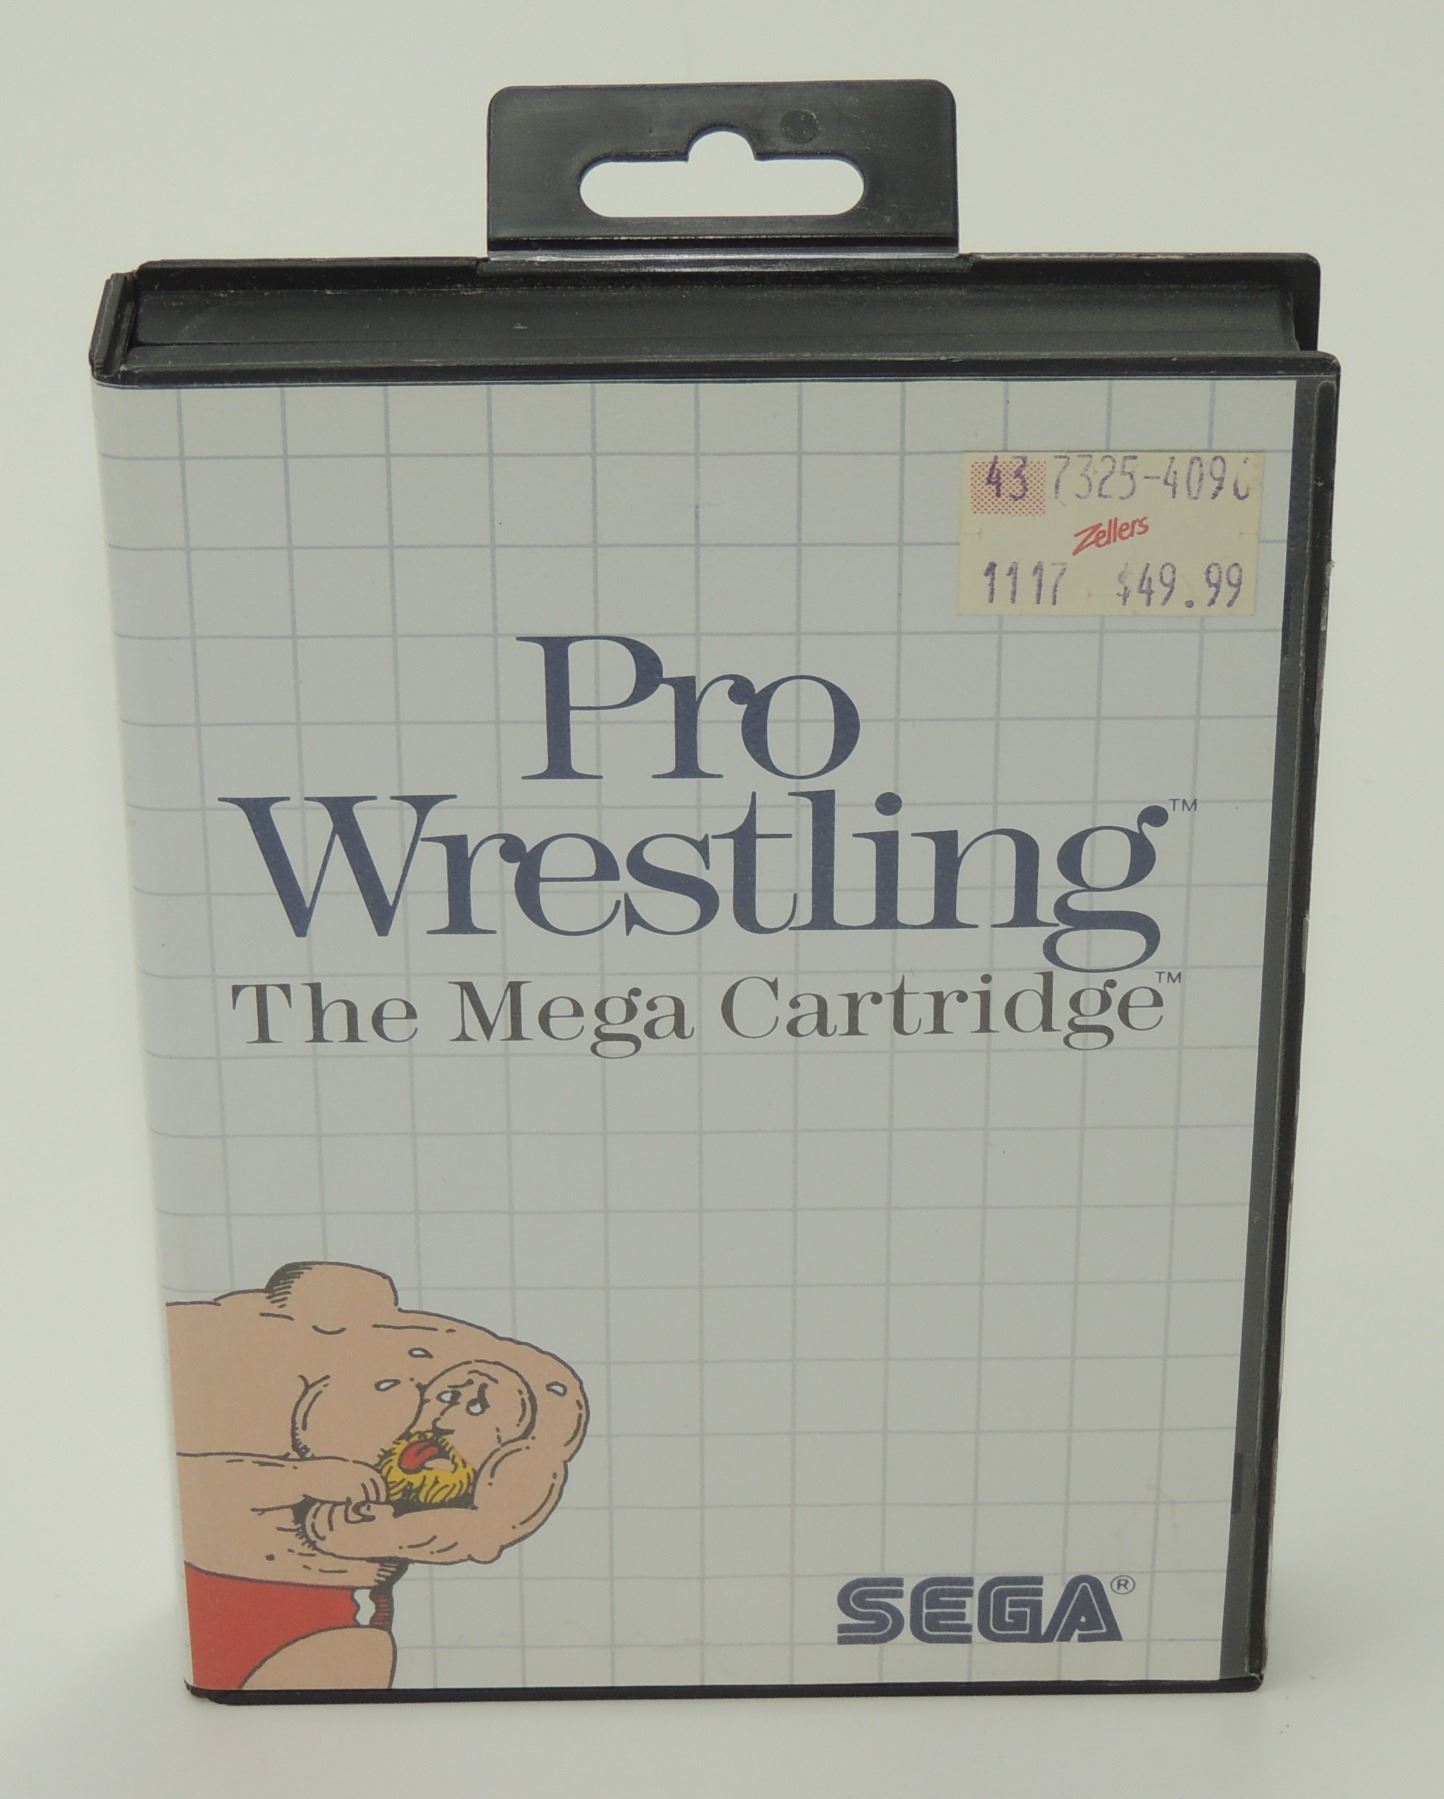 43 7325-409
Zellers
1117 $49.99
Pro
Wrestling™
The Mega Cartridge™
SEGA®